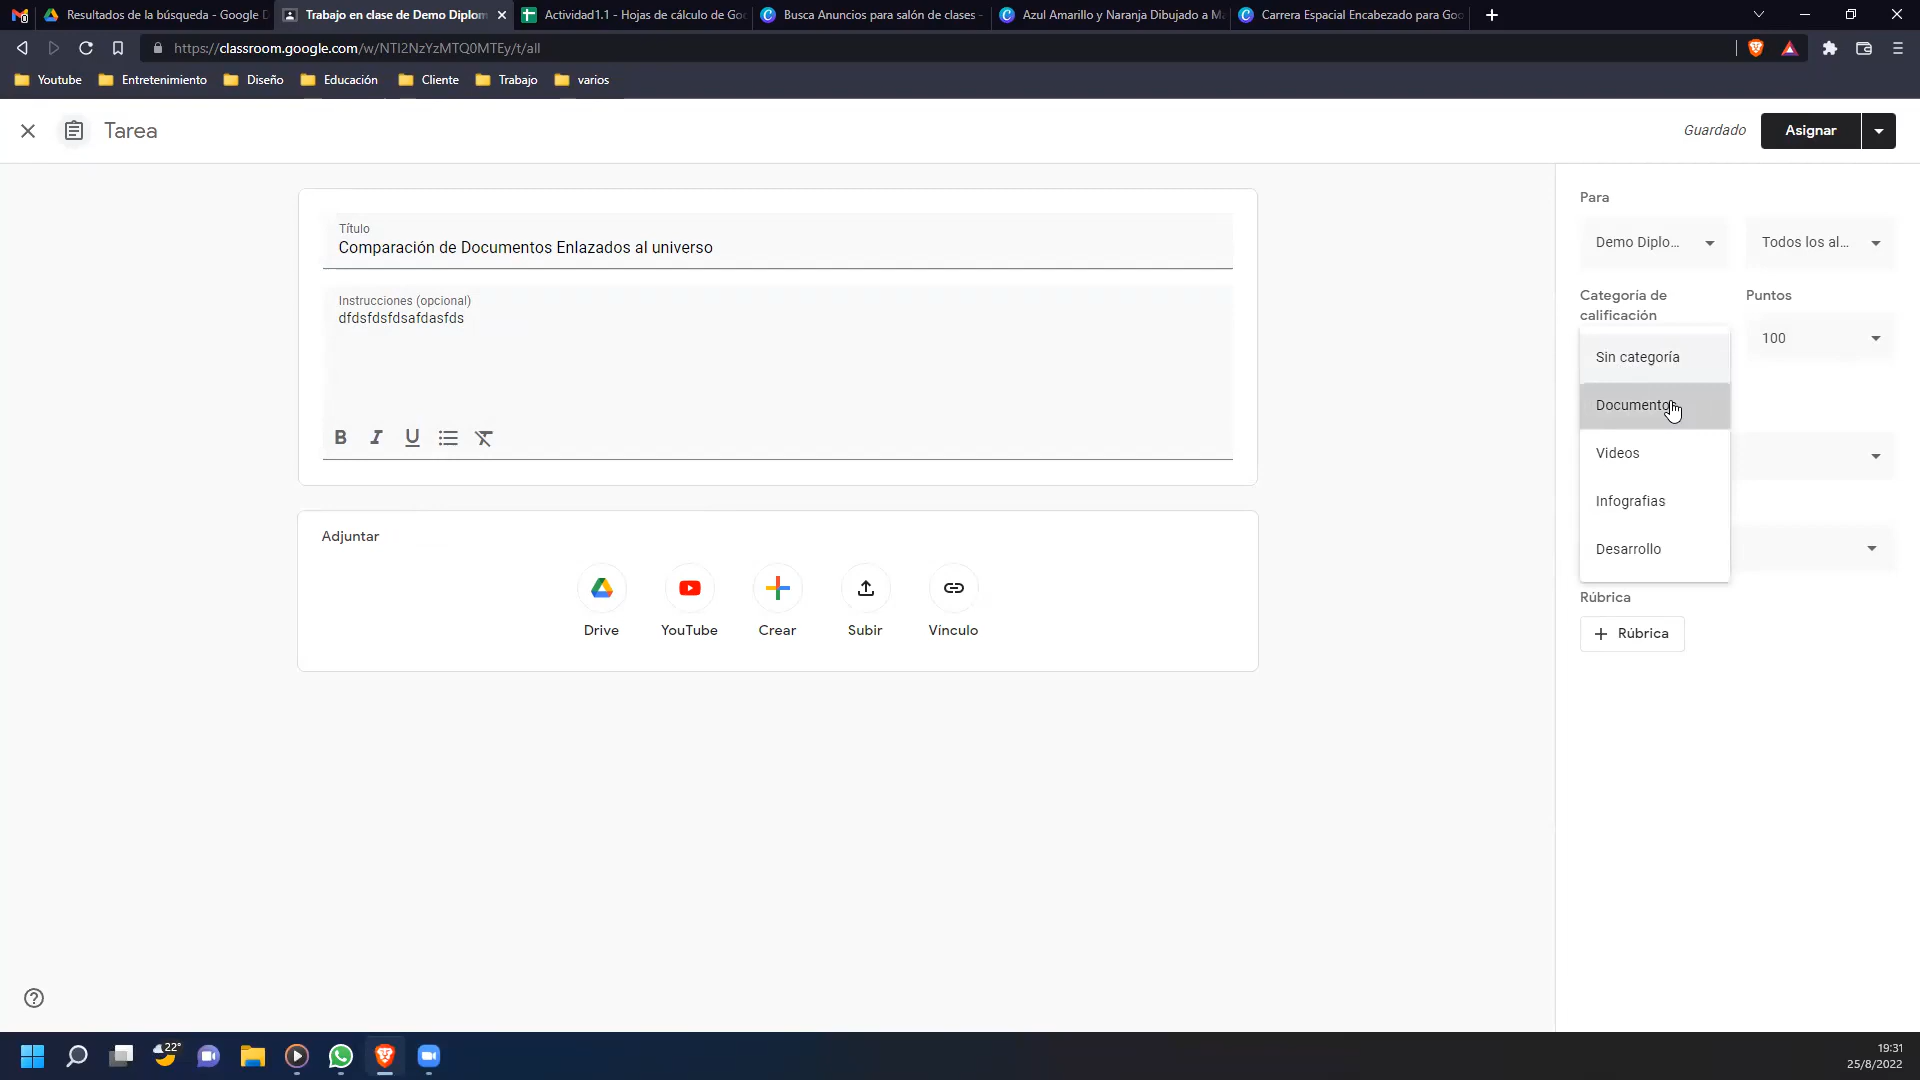 Resultados de la búsqueda - Google D
Trabajo en clase de Demo Diplom
Actividad1.1 - Hojas de cálculo de Goo
Busca Anuncios para salón de clases -
Azul Amarillo y Naranja Dibujado a M
Carrera Espacial Encabezado para Goo
https://classroom.google.com/w/NTI2NzYzMTQ0MTEy/t/all
Youtube
Entretenimiento
Diseño
Educación
Cliente
Trabajo
varios
Tarea
Guardado
Asignar
Título
Comparación de Documentos Enlazados al universo
Instrucciones (opcional)
dfdsfdsfdsafdasfds
B I U
Adjuntar
Drive
YouTube
Crear
Subir
Vínculo
Para
Demo Diplo...
Todos los al...
Categoría de
calificación
Puntos
100
Sin categoría
Documento
Videos
Infografias
Desarrollo
Rúbrica
+ Rúbrica
22°
19:31
25/8/2022